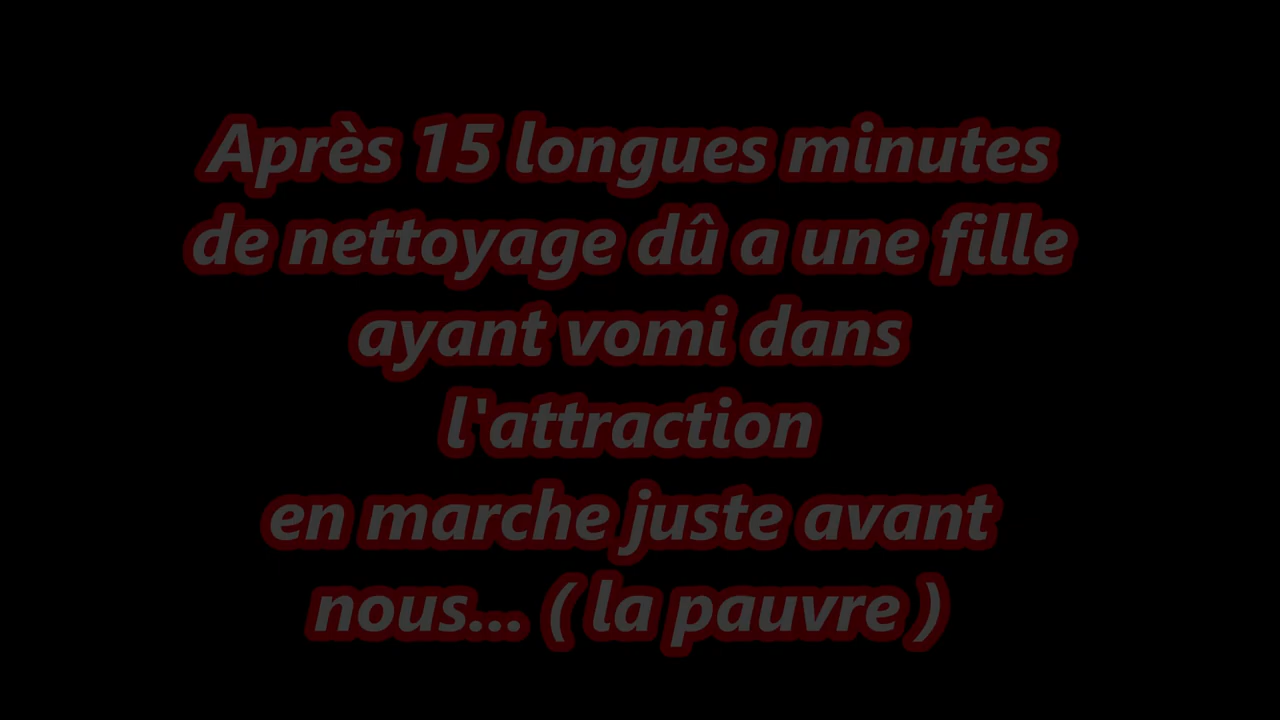 Après 15 longues minutes
de nettoyage dû a une fille
ayant vomi dans
l'attraction
en marche juste avant
nous... ( la pauvre )